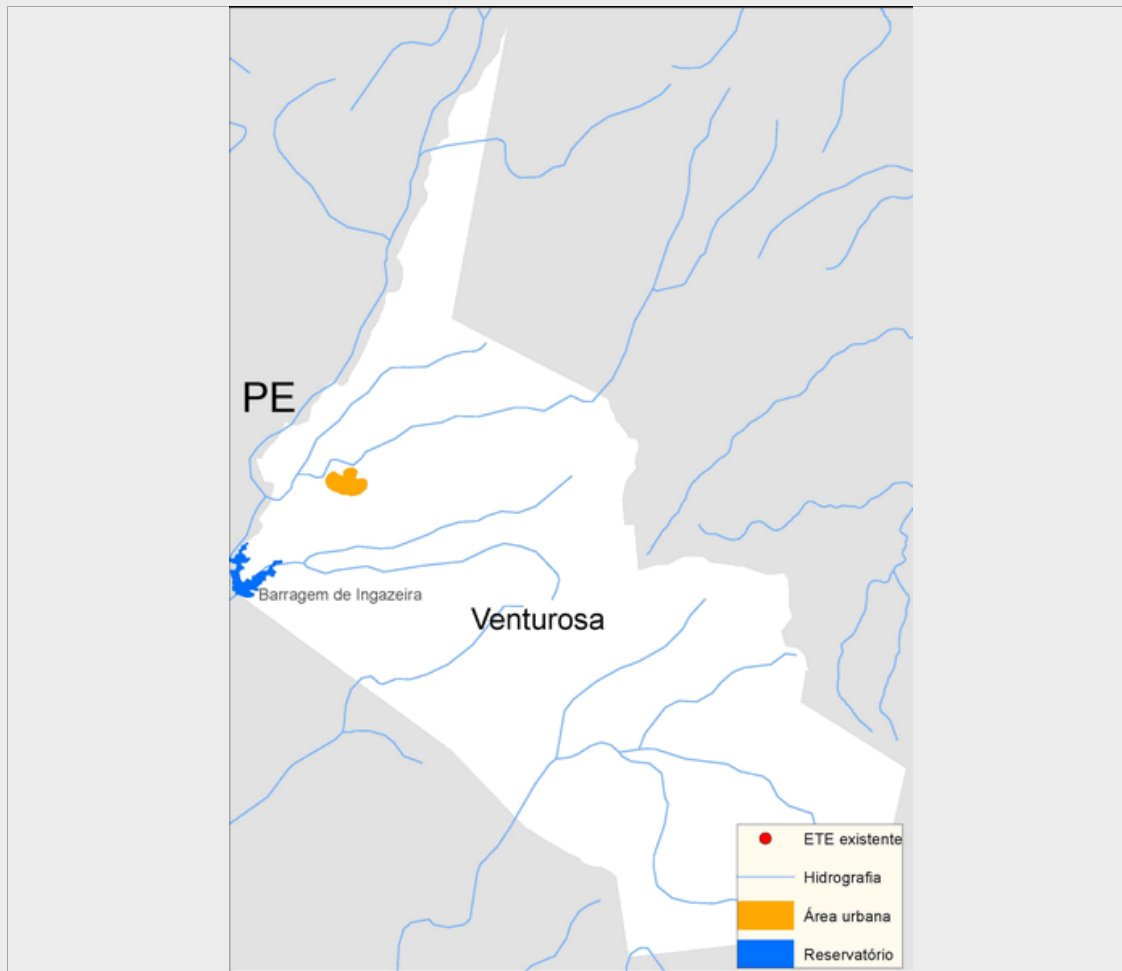 PE
Barragem de Ingazeira
Venturosa
ETE existente
Hidrografia
Área urbana
Reservatório